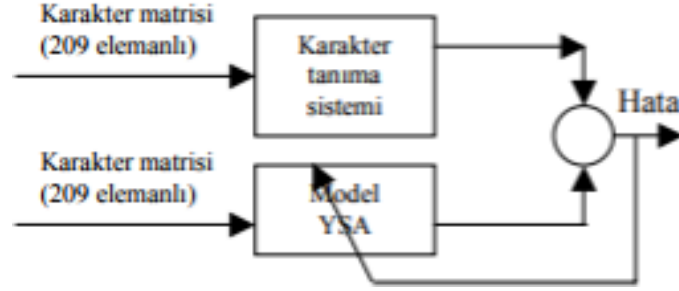 Karakter matrisi
(209 elemanlı)
Karakter
tanıma
sistemi
Hata
Karakter matrisi
(209 elemanlı)
Model
YSA